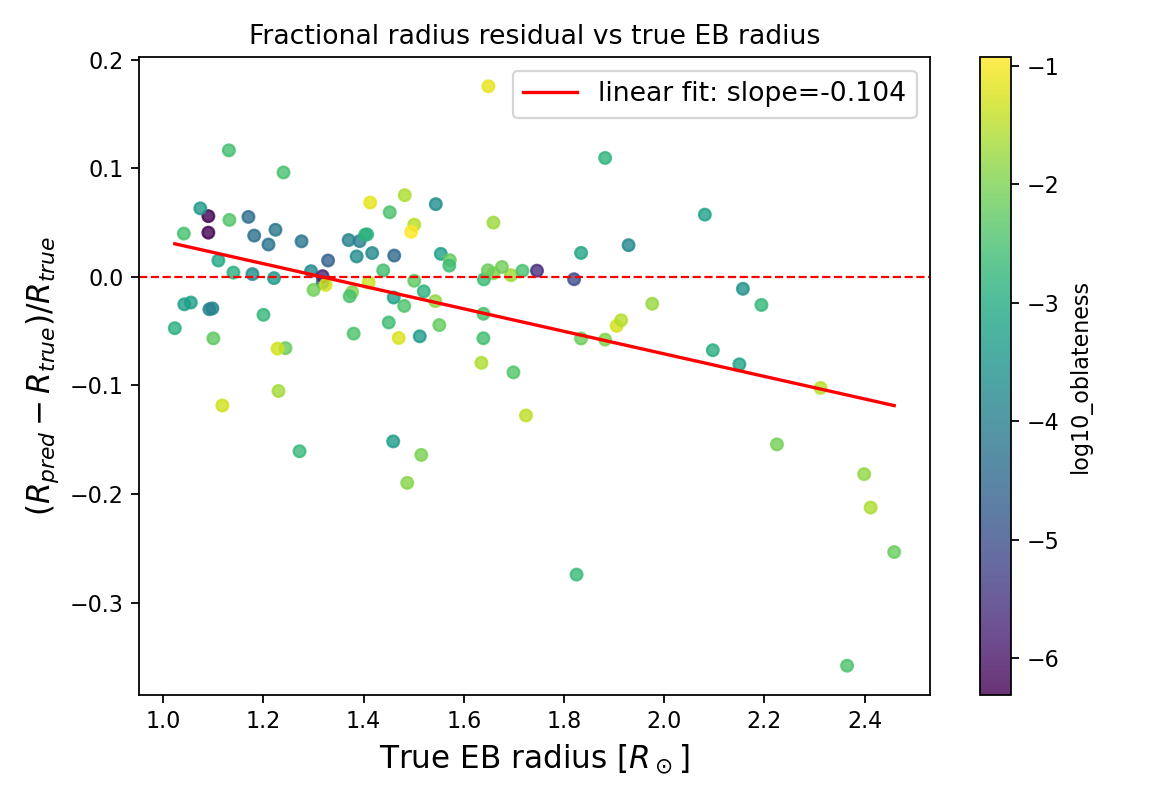 Fractional radius residual vs true EB radius
linear fit: slope=-0.104
0.2
0.1
0.0
−0.1
−0.2
−0.3
(R_pred − R_true)/R_true
1.0 1.2 1.4 1.6 1.8 2.0 2.2 2.4
True EB radius [R_⊙]
−1
−2
−3
−4
−5
−6
log10_oblateness